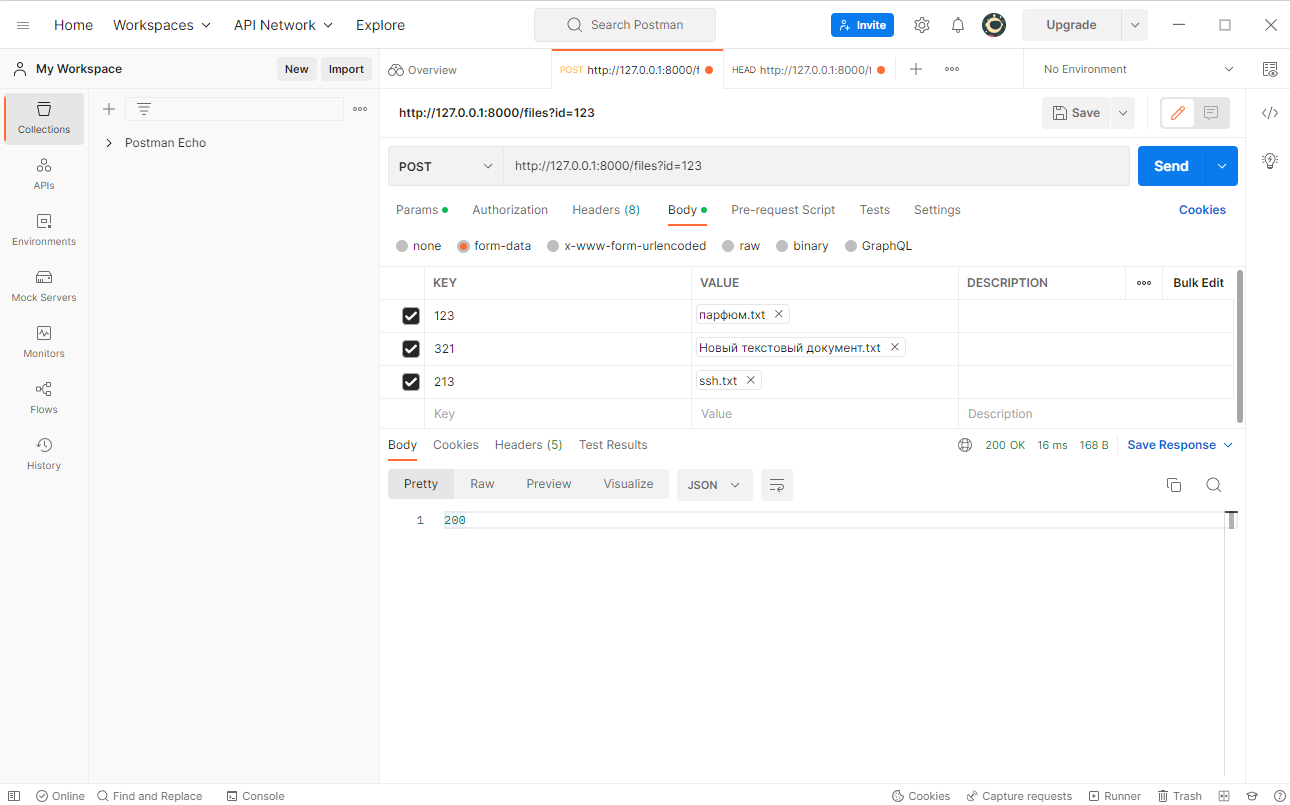 Home Workspaces API Network Explore Search Postman Invite Upgrade
My Workspace New Import Overview POST http://127.0.0.1:8000/f HEAD http://127.0.0.1:8000/f No Environment
Collections
APIs
Environments
Mock Servers
Monitors
Flows
History
Postman Echo
http://127.0.0.1:8000/files?id=123 Save
POST http://127.0.0.1:8000/files?id=123 Send
Params Authorization Headers (8) Body Pre-request Script Tests Settings Cookies
none form-data x-www-form-urlencoded raw binary GraphQL
KEY VALUE DESCRIPTION Bulk Edit
123 парфюм.txt
321 Новый текстовый документ.txt
213 ssh.txt
Key Value Description
Body Cookies Headers (5) Test Results 200 OK 16 ms 168 B Save Response
Pretty Raw Preview Visualize JSON
1 200
Online Find and Replace Console Cookies Capture requests Runner Trash